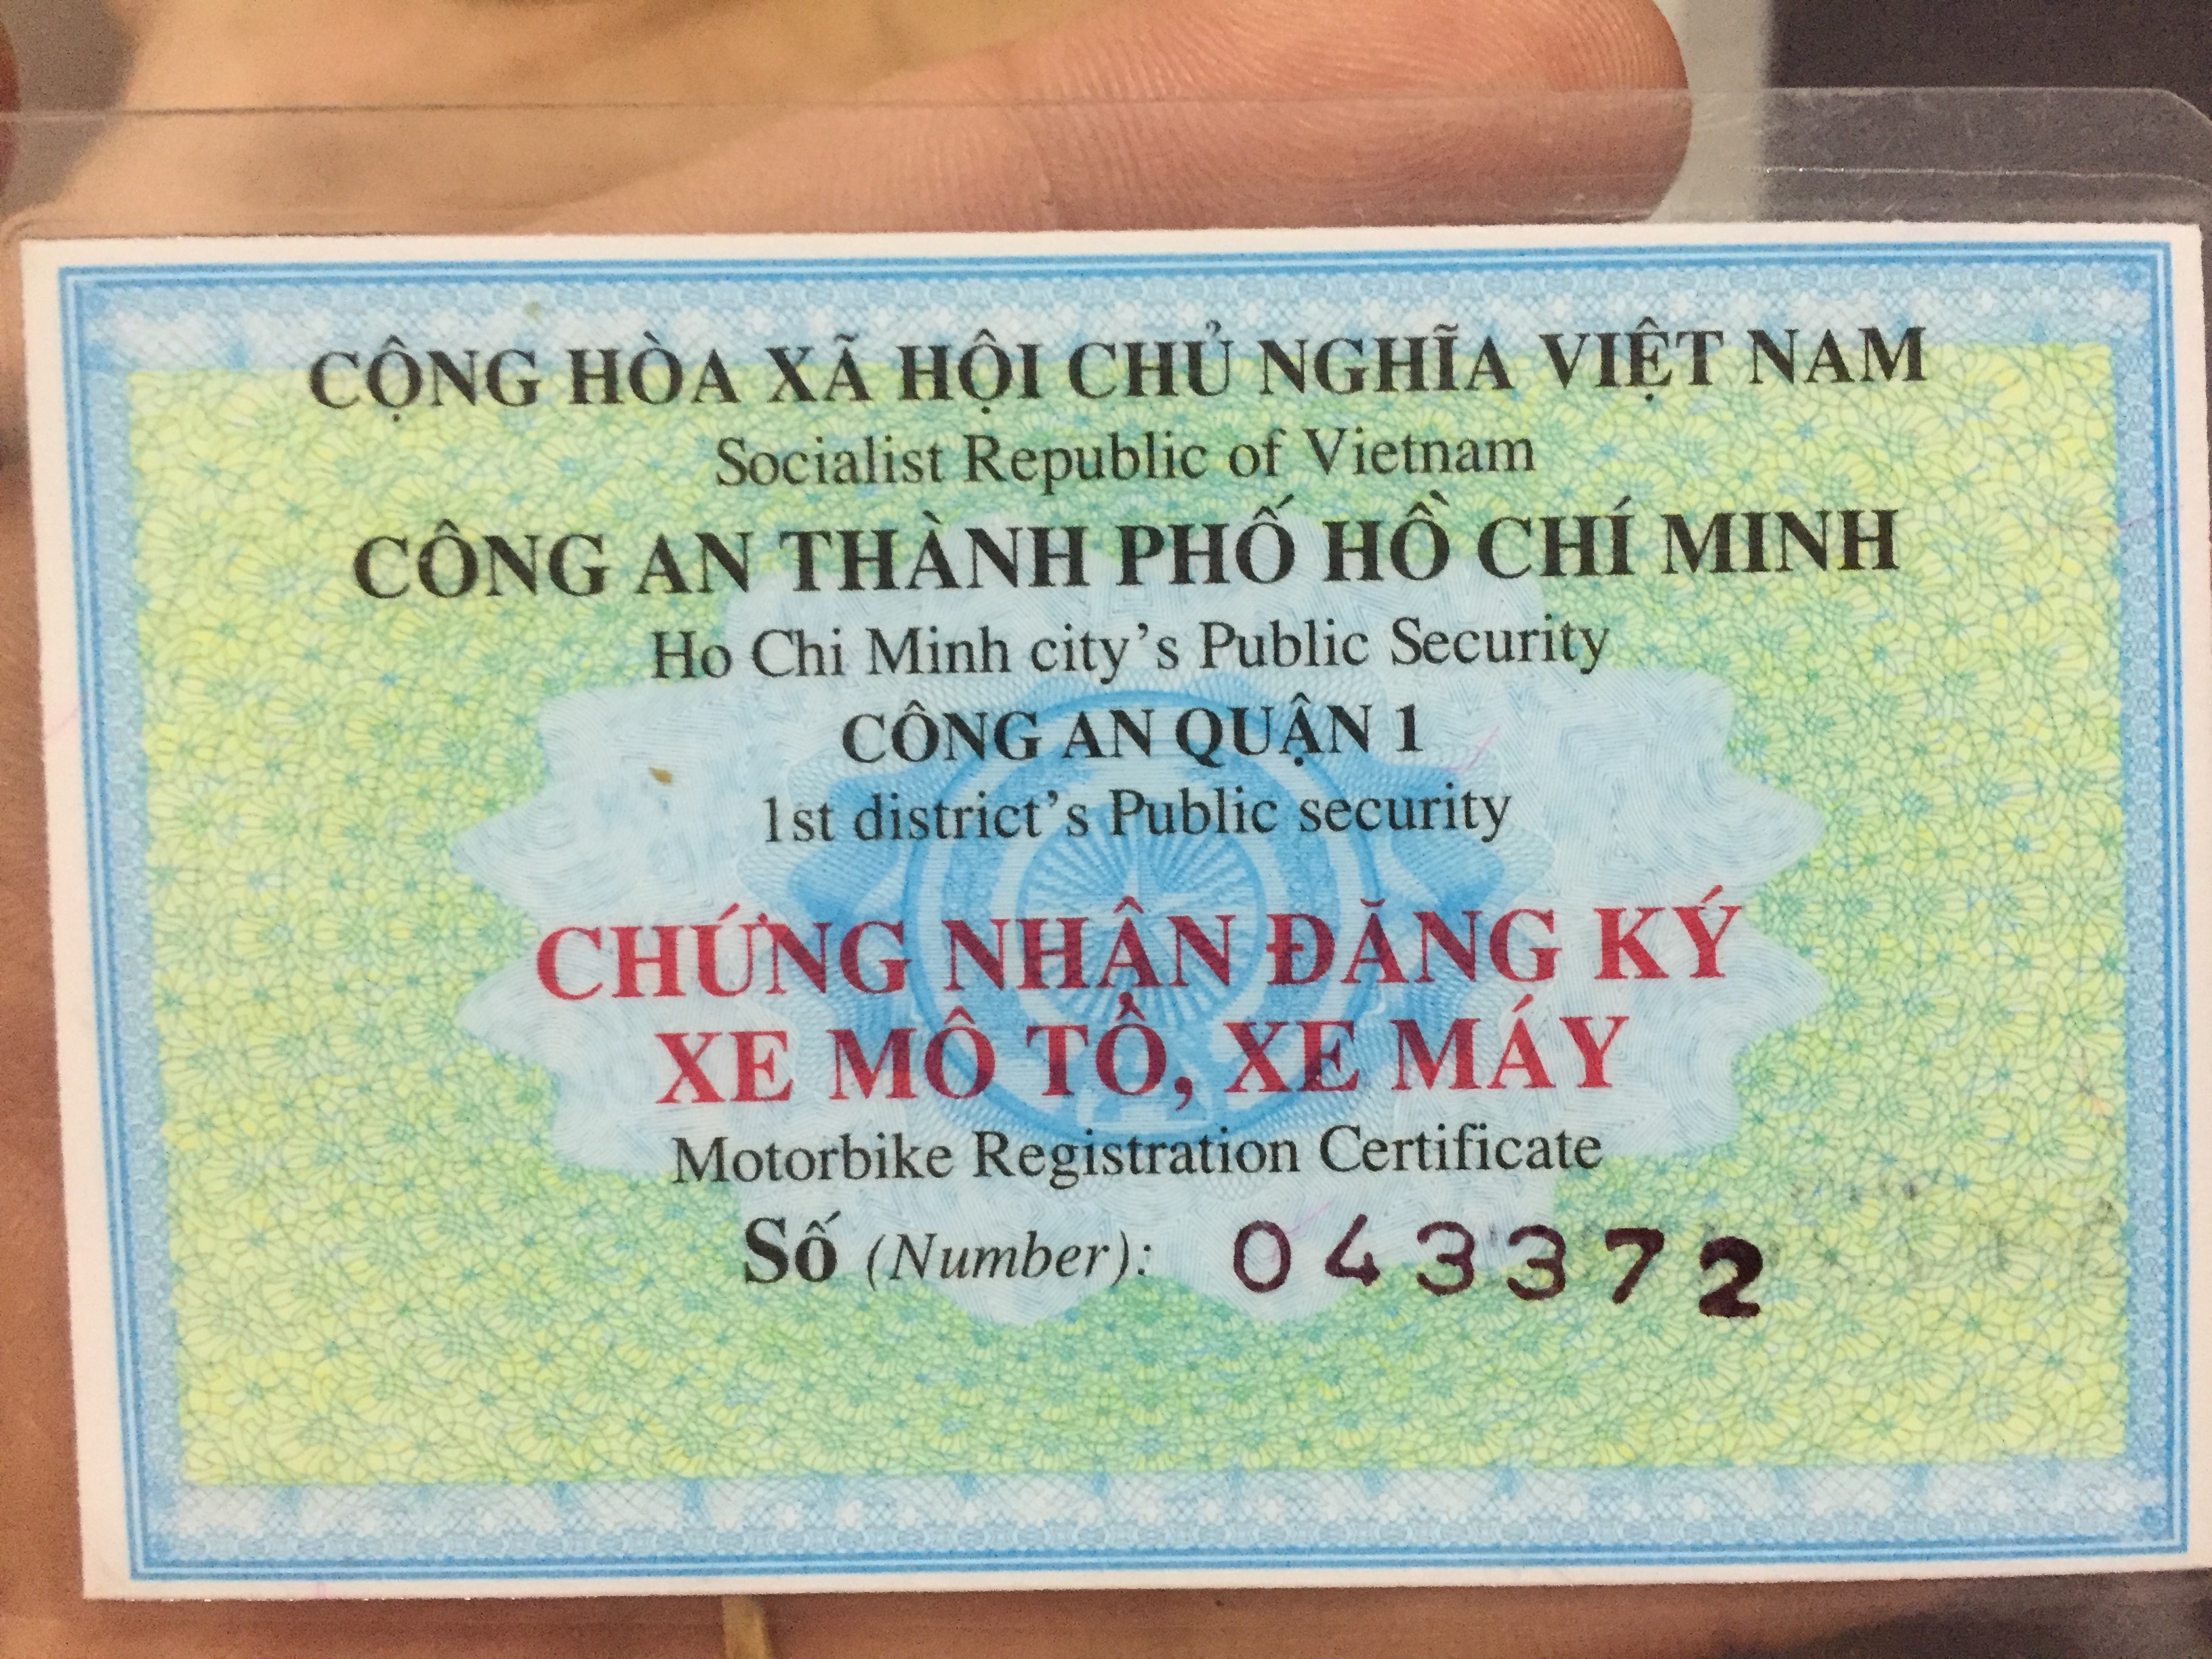 CỘNG HÒA XÃ HỘI CHỦ NGHĨA VIỆT NAM
Socialist Republic of Vietnam
CÔNG AN THÀNH PHỐ HỒ CHÍ MINH
Ho Chi Minh city's Public Security
CÔNG AN QUẬN 1
1st district's Public security
CHỨNG NHẬN ĐĂNG KÝ
XE MÔ TÔ, XE MÁY
Motorbike Registration Certificate
Số (Number): 043372